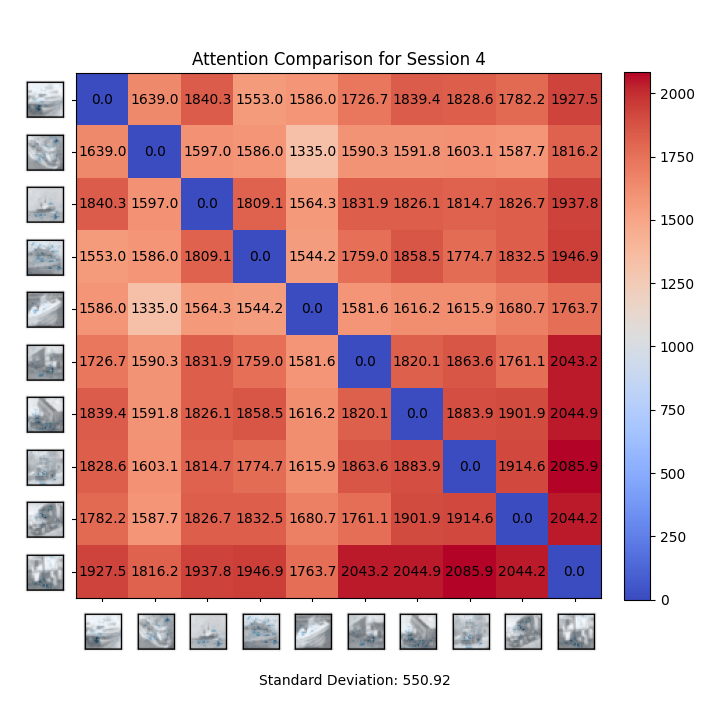 Attention Comparison for Session 4
0.0 1639.0 1840.3 1553.0 1586.0 1726.7 1839.4 1828.6 1782.2 1927.5
1639.0 0.0 1597.0 1586.0 1335.0 1590.3 1591.8 1603.1 1587.7 1816.2
1840.3 1597.0 0.0 1809.1 1564.3 1831.9 1826.1 1814.7 1826.7 1937.8
1553.0 1586.0 1809.1 0.0 1544.2 1759.0 1858.5 1774.7 1832.5 1946.9
1586.0 1335.0 1564.3 1544.2 0.0 1581.6 1616.2 1615.9 1680.7 1763.7
1726.7 1590.3 1831.9 1759.0 1581.6 0.0 1820.1 1863.6 1761.1 2043.2
1839.4 1591.8 1826.1 1858.5 1616.2 1820.1 0.0 1883.9 1901.9 2044.9
1828.6 1603.1 1814.7 1774.7 1615.9 1863.6 1883.9 0.0 1914.6 2085.9
1782.2 1587.7 1826.7 1832.5 1680.7 1761.1 1901.9 1914.6 0.0 2044.2
1927.5 1816.2 1937.8 1946.9 1763.7 2043.2 2044.9 2085.9 2044.2 0.0
2000
1750
1500
1250
1000
750
500
250
0
Standard Deviation: 550.92